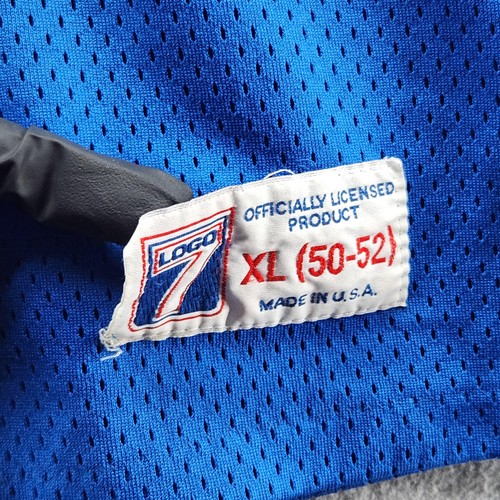 LOGO
7
OFFICIALLY LICENSED
PRODUCT
XL (50-52)
MADE IN U.S.A.